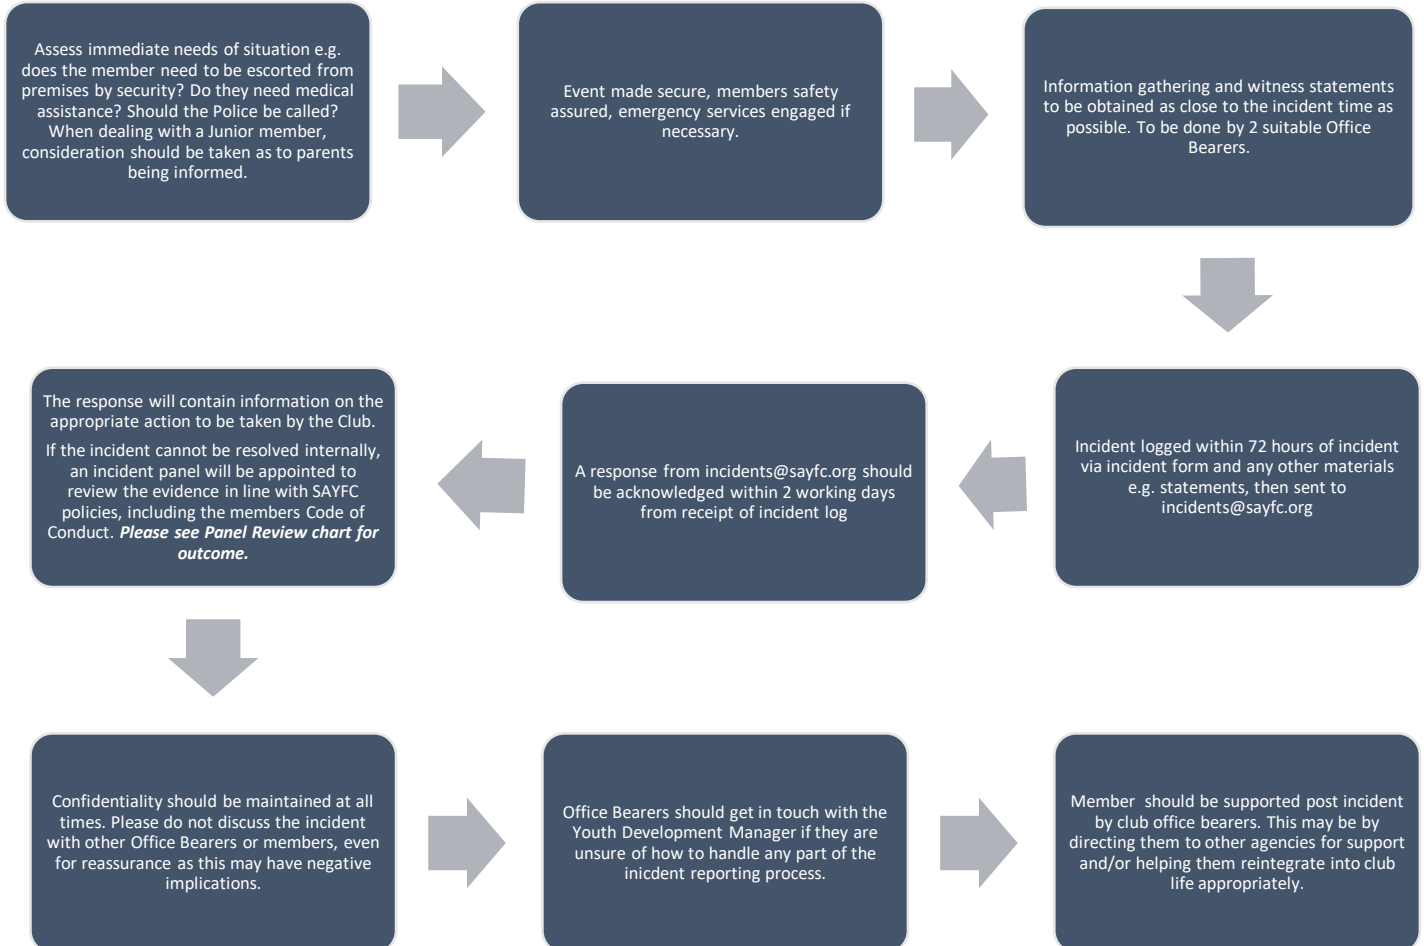 Assess immediate needs of situation e.g.
does the member need to be escorted from
premises by security? Do they need medical
assistance? Should the Police be called?
When dealing with a Junior member,
consideration should be taken as to parents
being informed.
Event made secure, members safety
assured, emergency services engaged if
necessary.
Information gathering and witness statements
to be obtained as close to the incident time as
possible. To be done by 2 suitable Office
Bearers.
Incident logged within 72 hours of incident
via incident form and any other materials
e.g. statements, then sent to
incidents@sayfc.org
A response from incidents@sayfc.org should
be acknowledged within 2 working days
from receipt of incident log
The response will contain information on the
appropriate action to be taken by the Club.
If the incident cannot be resolved internally,
an incident panel will be appointed to
review the evidence in line with SAYFC
policies, including the members Code of
Conduct. Please see Panel Review chart for
outcome.
Confidentiality should be maintained at all
times. Please do not discuss the incident
with other Office Bearers or members, even
for reassurance as this may have negative
implications.
Office Bearers should get in touch with the
Youth Development Manager if they are
unsure of how to handle any part of the
inicdent reporting process.
Member should be supported post incident
by club office bearers. This may be by
directing them to other agencies for support
and/or helping them reintegrate into club
life appropriately.